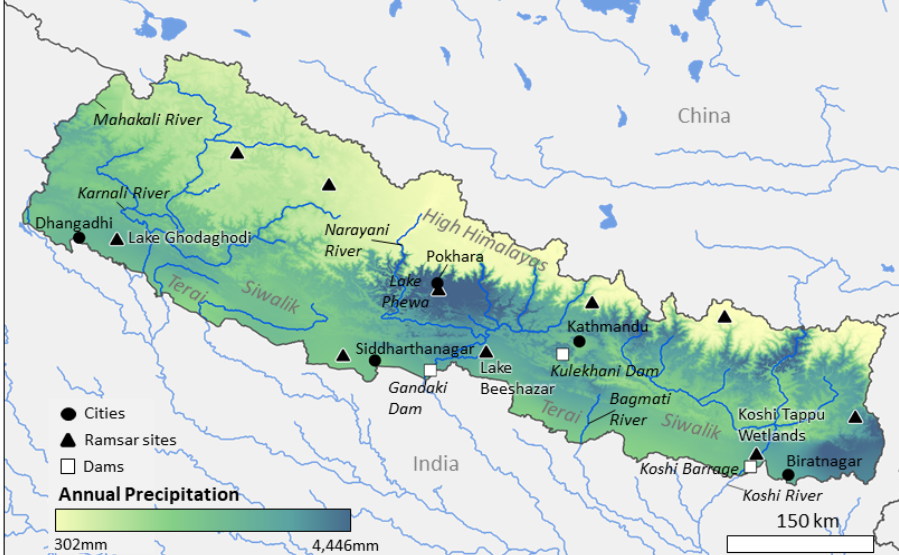 China
Mahakali River
Karnali River
Dhangadhi
Lake Ghodaghodi
Narayani
River
High Himalayas
Pokhara
Lake
Phewa
Terai
Siwalik
Kathmandu
Siddharthanagar
Lake
Beeshazar
Kulekhani Dam
Gandaki
Dam
Bagmati
River
Terai
Siwalik
Koshi Tappu
Wetlands
Koshi Barrage
Biratnagar
Koshi River
India
Cities
Ramsar sites
Dams
Annual Precipitation
302mm
4,446mm
150 km